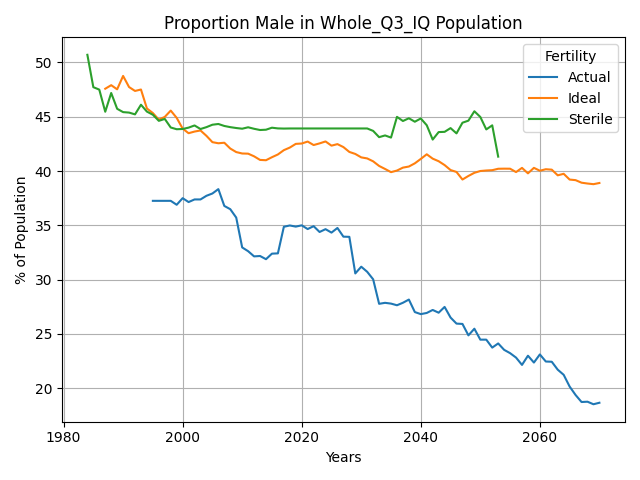 Proportion Male in Whole_Q3_IQ Population
Fertility
Actual
Ideal
Sterile
% of Population
50
45
40
35
30
25
20
1980
2000
2020
2040
2060
Years